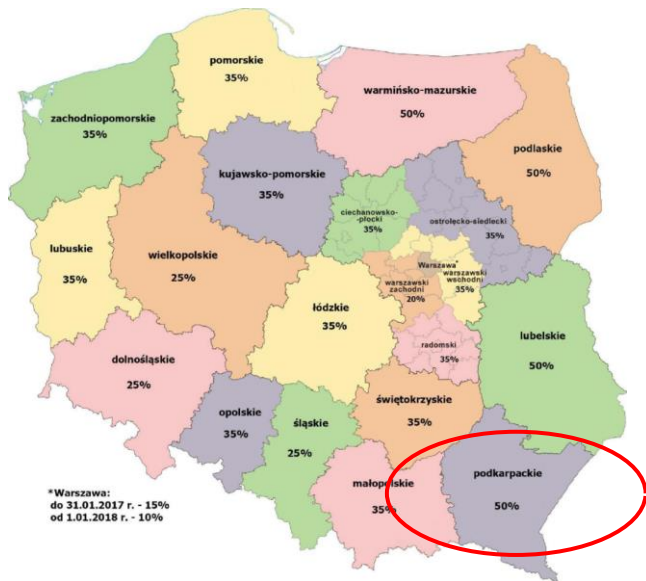 pomorskie
35%
warmińsko-mazurskie
50%
zachodniopomorskie
35%
podlaskie
50%
kujawsko-pomorskie
35%
ciechanowsko-
-płocki
35%
ostrołęcko-siedlecki
35%
lubuskie
35%
wielkopolskie
25%
Warszawa*
warszawski
wschodni
35%
warszawski
zachodni
20%
łódzkie
35%
radomski
35%
lubelskie
50%
dolnośląskie
25%
opolskie
35%
śląskie
25%
świętokrzyskie
35%
małopolskie
35%
podkarpackie
50%
*Warszawa:
do 31.01.2017 r. - 15%
od 1.01.2018 r. - 10%